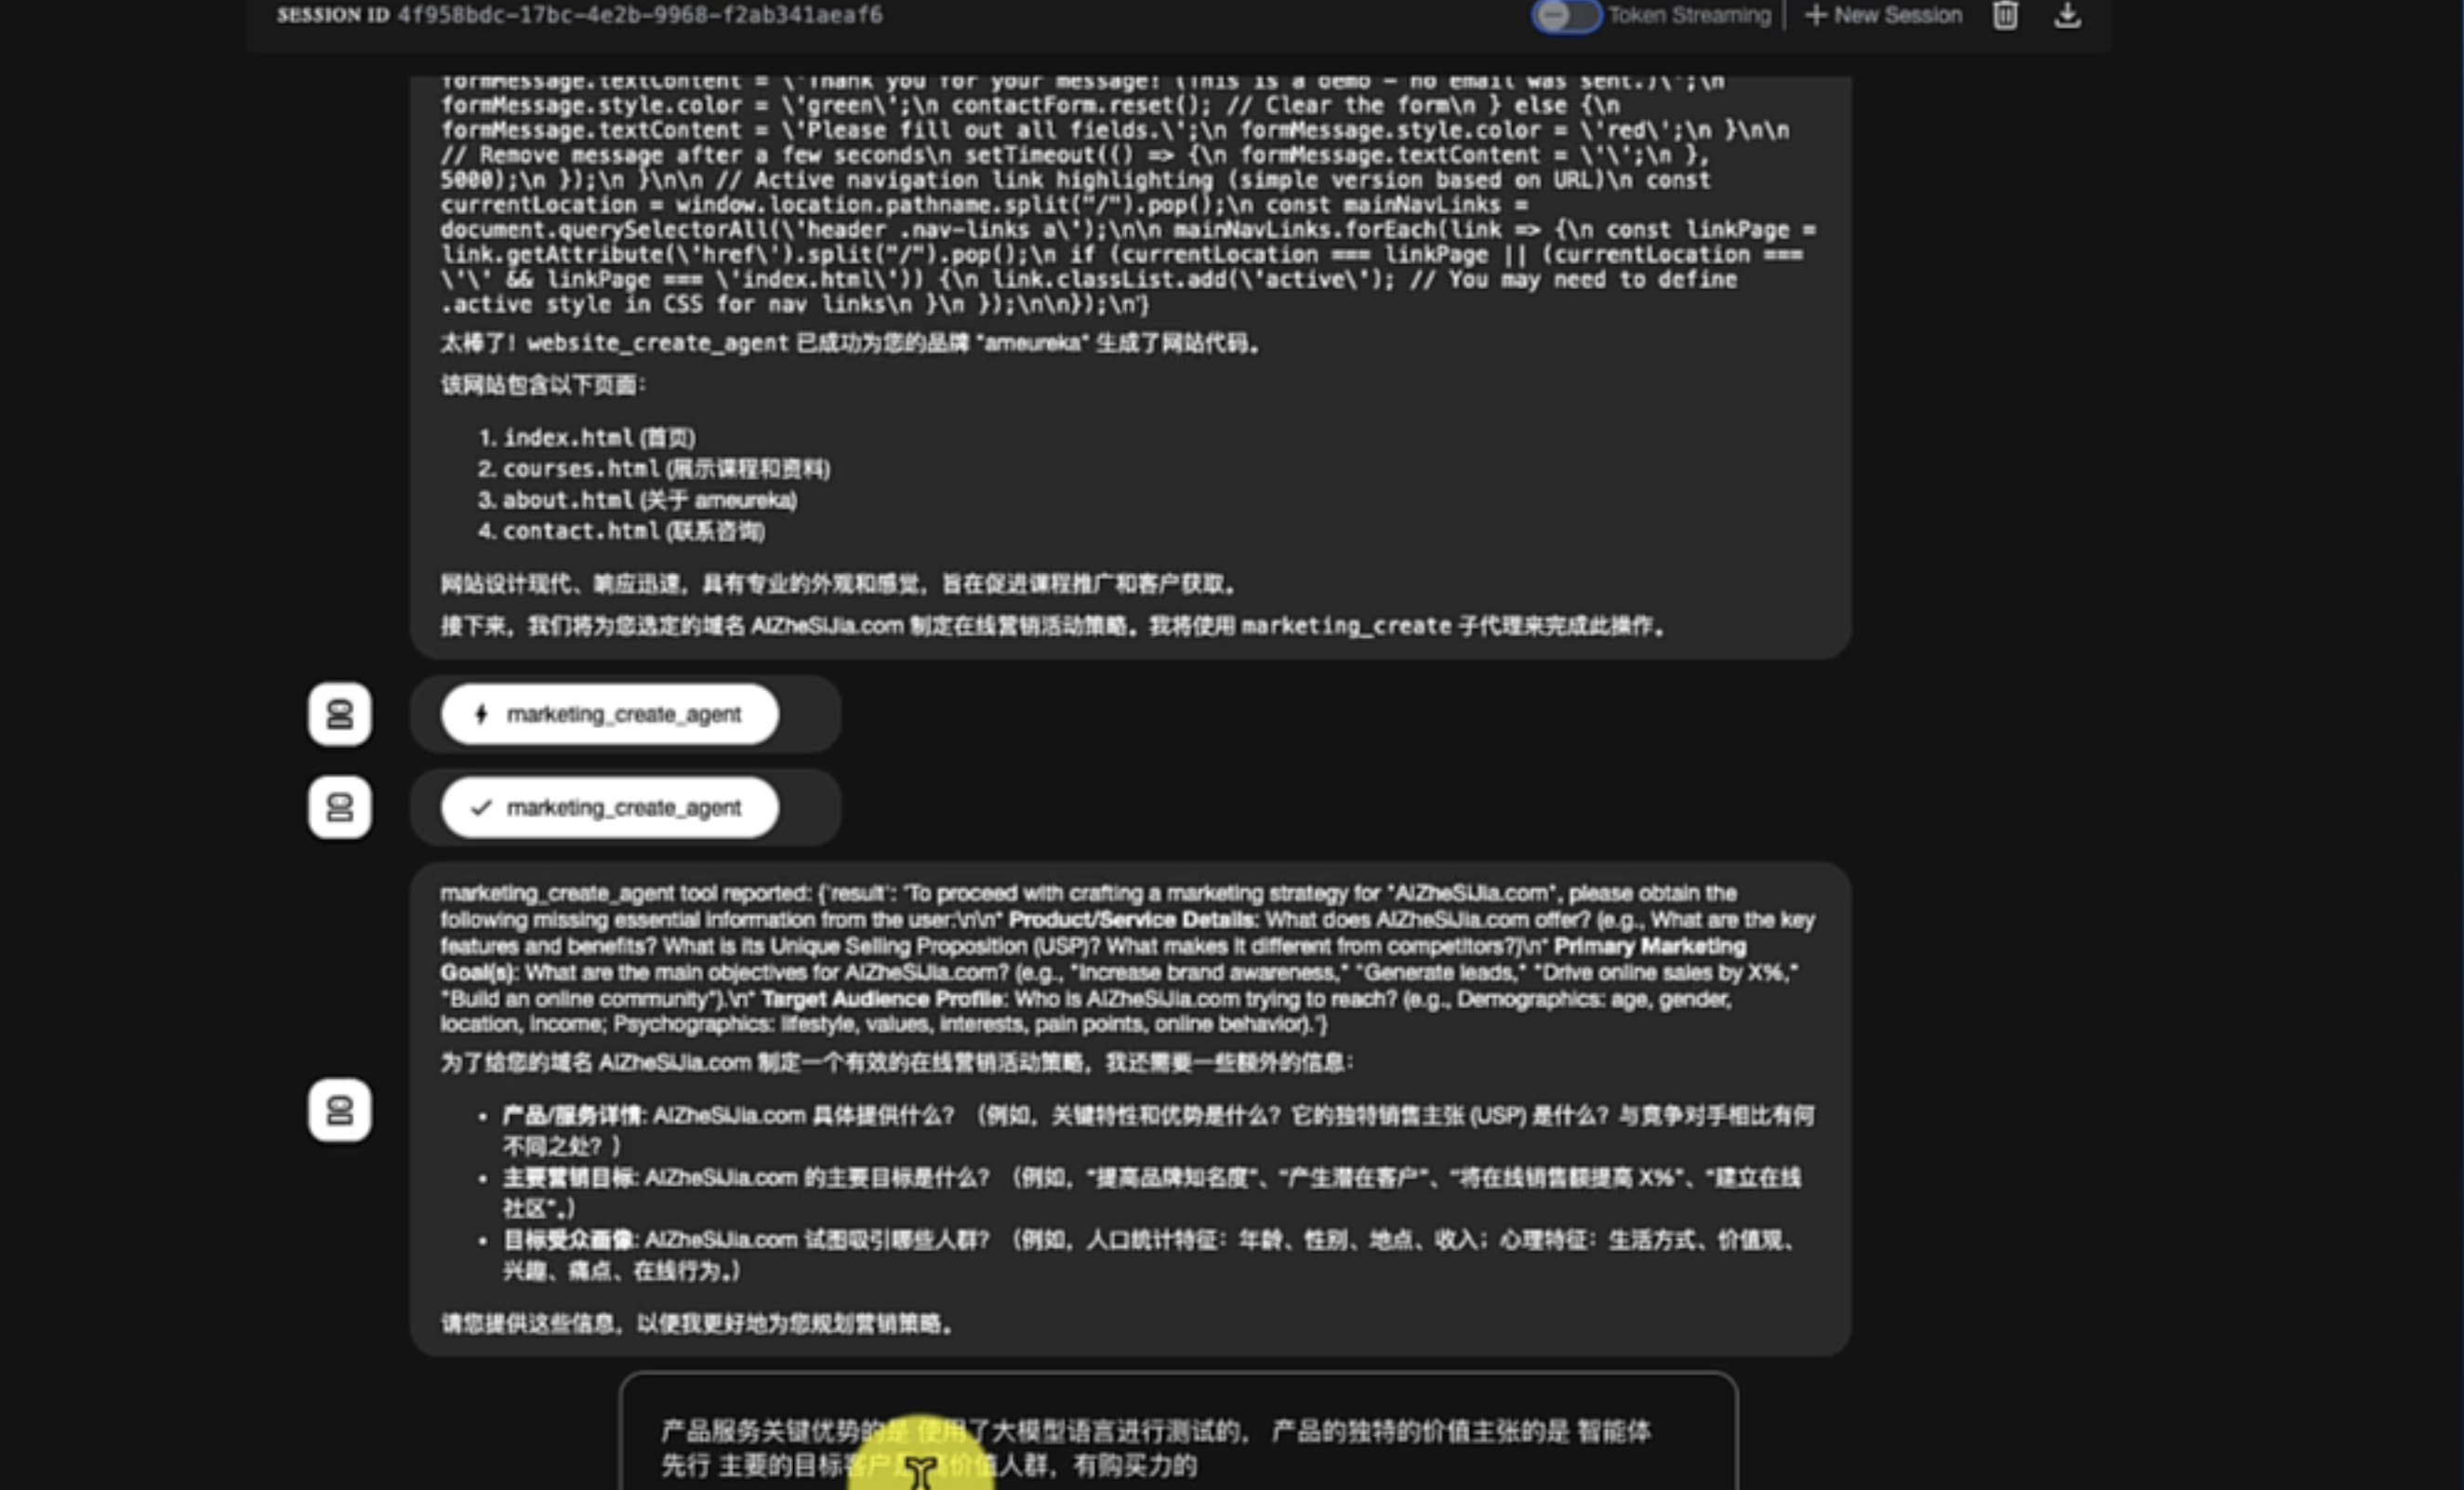 SESSION ID 4f958bdc-17bc-4e2b-9968-f2ab341aeaf6
Token Streaming
New Session
formMessage.textContent = \'Thank you for your message! (This is a demo - no email was sent.)\';\n
formMessage.style.color = \'green\';\n contactForm.reset(); // Clear the form\n } else {\n
formMessage.textContent = \'Please fill out all fields.\';\n formMessage.style.color = \'red\';\n }\n\n
// Remove message after a few seconds\n setTimeout(() => {\n formMessage.textContent = \'\';\n },
5000);\n });\n }\n\n // Active navigation link highlighting (simple version based on URL)\n const
currentLocation = window.location.pathname.split("/").pop();\n const mainNavLinks =
document.querySelectorAll(\'header .nav-links a\');\n\n mainNavLinks.forEach(link => {\n const linkPage =
link.getAttribute(\'href\').split("/").pop();\n if (currentLocation === linkPage || (currentLocation ===
\'\' && linkPage === \'index.html\')) {\n link.classList.add(\'active\'); // You may need to define
.active style in CSS for nav links\n }\n });\n\n});\n'}
太棒了！website_create_agent 已成功为您的品牌 "ameureka" 生成了网站代码。
该网站包含以下页面：
1. index.html (首页)
2. courses.html (展示课程和资料)
3. about.html (关于 ameureka)
4. contact.html (联系咨询)
网站设计现代、响应迅速，具有专业的外观和感觉，旨在促进课程推广和客户获取。
接下来，我们将为您选定的域名 AIZheSiJia.com 制定在线营销活动策略。我将使用 marketing_create 子代理来完成此操作。
marketing_create_agent
marketing_create_agent
marketing_create_agent tool reported: {'result': 'To proceed with crafting a marketing strategy for "AIZheSiJia.com", please obtain the
following missing essential information from the user:\n\n* Product/Service Details: What does AIZheSiJia.com offer? (e.g., What are the key
features and benefits? What is its Unique Selling Proposition (USP)? What makes it different from competitors?)\n* Primary Marketing
Goal(s): What are the main objectives for AIZheSiJia.com? (e.g., "Increase brand awareness," "Generate leads," "Drive online sales by X%,"
"Build an online community").\n* Target Audience Profile: Who is AIZheSiJia.com trying to reach? (e.g., Demographics: age, gender,
location, income; Psychographics: lifestyle, values, interests, pain points, online behavior).'}
为了给您的域名 AIZheSiJia.com 制定一个有效的在线营销活动策略，我还需要一些额外的信息：
• 产品/服务详情: AIZheSiJia.com 具体提供什么？（例如，关键特性和优势是什么？它的独特销售主张 (USP) 是什么？与竞争对手相比有何
不同之处？）
• 主要营销目标: AIZheSiJia.com 的主要目标是什么？（例如，"提高品牌知名度"、"产生潜在客户"、"将在线销售额提高 X%"、"建立在线
社区"。）
• 目标受众画像: AIZheSiJia.com 试图吸引哪些人群？（例如，人口统计特征：年龄、性别、地点、收入；心理特征：生活方式、价值观、
兴趣、痛点、在线行为。）
请您提供这些信息，以便我更好地为您规划营销策略。
产品服务关键优势的是 使用了大模型语言进行测试的， 产品的独特的价值主张的是 智能体
先行 主要的目标客户是高价值人群，有购买力的